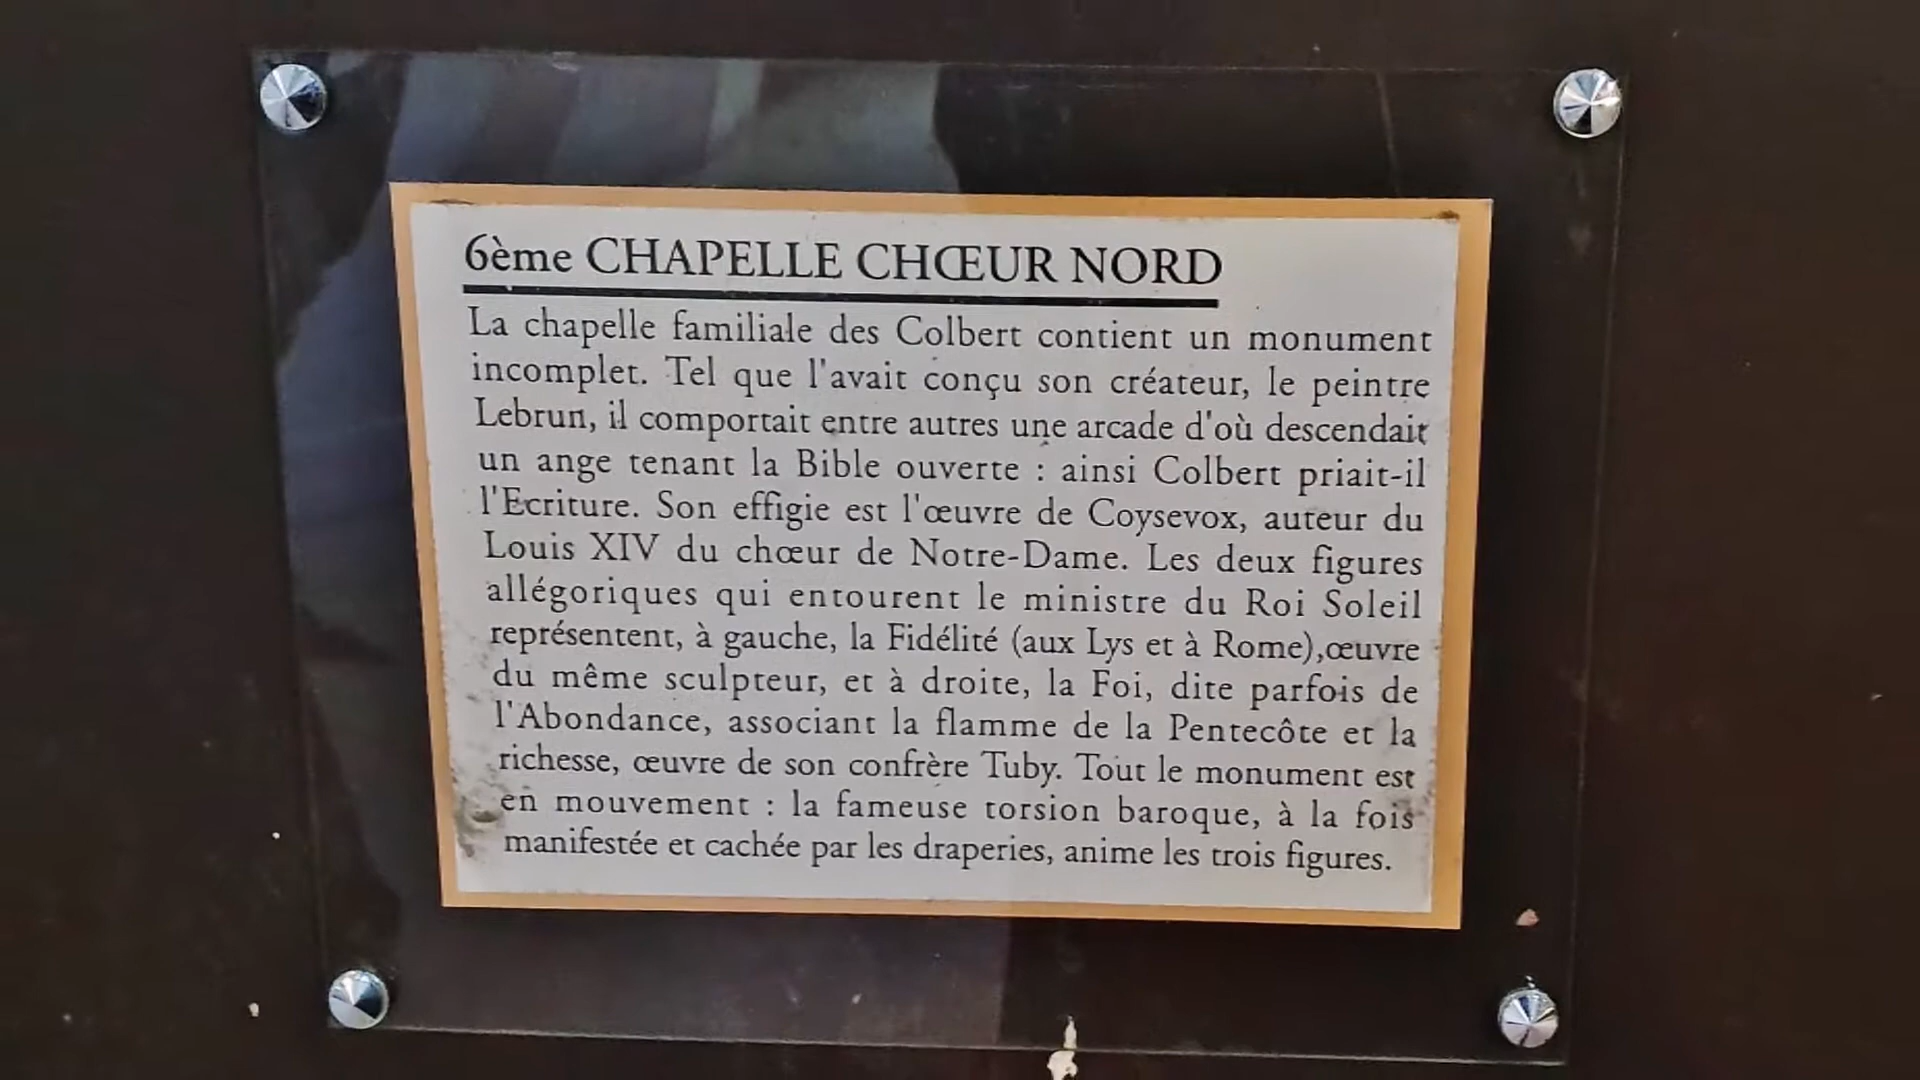 6ème CHAPELLE CHŒUR NORD
La chapelle familiale des Colbert contient un monument
incomplet. Tel que l'avait conçu son créateur, le peintre
Lebrun, il comportait entre autres une arcade d'où descendait
un ange tenant la Bible ouverte : ainsi Colbert priait-il
l'Ecriture. Son effigie est l'œuvre de Coysevox, auteur du
Louis XIV du chœur de Notre-Dame. Les deux figures
allégoriques qui entourent le ministre du Roi Soleil
représentent, à gauche, la Fidélité (aux Lys et à Rome),œuvre
du même sculpteur, et à droite, la Foi, dite parfois de
l'Abondance, associant la flamme de la Pentecôte et la
richesse, œuvre de son confrère Tuby. Tout le monument est
en mouvement : la fameuse torsion baroque, à la fois
manifestée et cachée par les draperies, anime les trois figures.